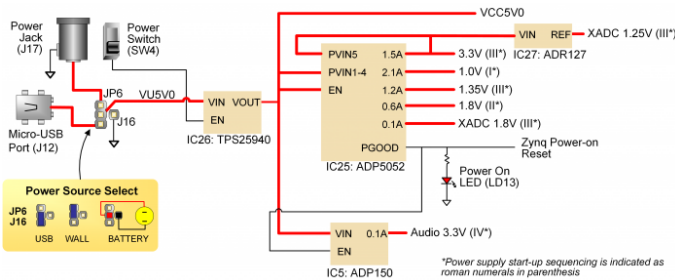 Power
Jack
(J17)
Power
Switch
(SW4)
VCC5V0
VIN REF
XADC 1.25V (III*)
IC27: ADR127
PVIN5 1.5A
3.3V (III*)
PVIN1-4 2.1A
1.0V (I*)
EN 1.2A
1.35V (III*)
0.6A
1.8V (II*)
0.1A
XADC 1.8V (III*)
PGOOD
IC25: ADP5052
JP6
VU5V0
J16
VIN VOUT
EN
IC26: TPS25940
Micro-USB
Port (J12)
Zynq Power-on
Reset
Power On
LED (LD13)
Power Source Select
JP6
J16
USB WALL BATTERY
VIN 0.1A
Audio 3.3V (IV*)
EN
IC5: ADP150
*Power supply start-up sequencing is indicated as
roman numerals in parenthesis